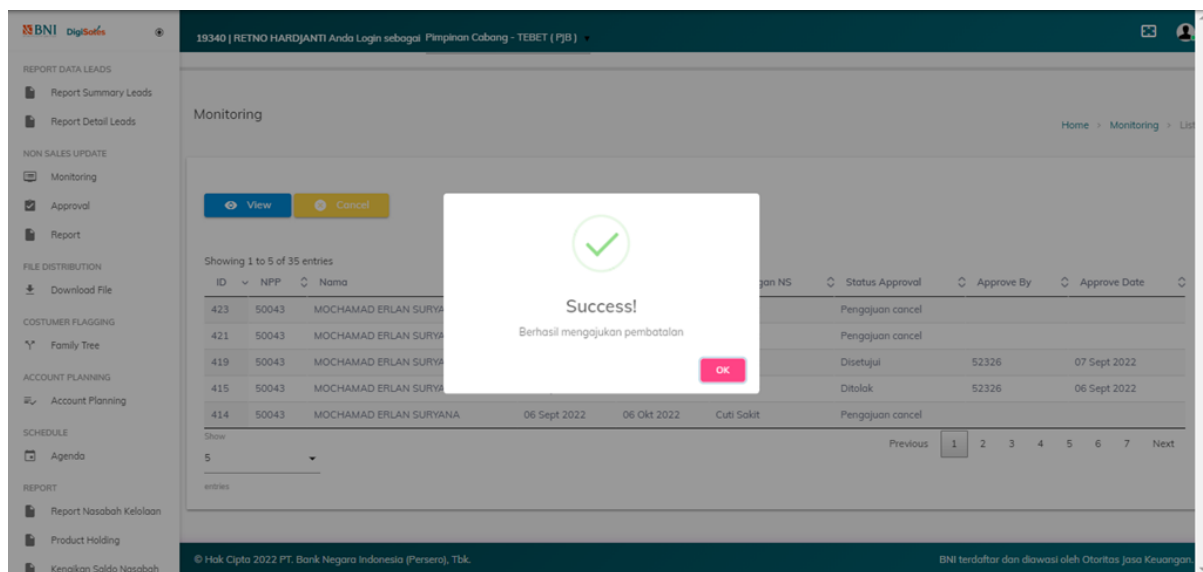 BNI DigiSales
19340 | RETNO HARDJANTI Anda Login sebagai Pimpinan Cabang - TEBET ( PJB )
REPORT DATA LEADS
Report Summary Leads
Report Detail Leads
NON SALES UPDATE
Monitoring
Approval
Report
FILE DISTRIBUTION
Download File
COSTUMER FLAGGING
Family Tree
ACCOUNT PLANNING
Account Planning
SCHEDULE
Agenda
REPORT
Report Nasabah Kelolaan
Product Holding
Kenaikan Saldo Nasabah
Monitoring
Home > Monitoring > List
View Cancel
Showing 1 to 5 of 35 entries
ID NPP Nama gan NS Status Approval Approve By Approve Date
423 50043 MOCHAMAD ERLAN SURYA Pengajuan cancel
421 50043 MOCHAMAD ERLAN SURYA Pengajuan cancel
419 50043 MOCHAMAD ERLAN SURYA Disetujui 52326 07 Sept 2022
415 50043 MOCHAMAD ERLAN SURYA Ditolak 52326 06 Sept 2022
414 50043 MOCHAMAD ERLAN SURYANA 06 Sept 2022 06 Okt 2022 Cuti Sakit Pengajuan cancel
Show
5
entries
Previous 1 2 3 4 5 6 7 Next
Success!
Berhasil mengajukan pembatalan
OK
© Hak Cipta 2022 PT. Bank Negara Indonesia (Persero), Tbk.
BNI terdaftar dan diawasi oleh Otoritas Jasa Keuangan.